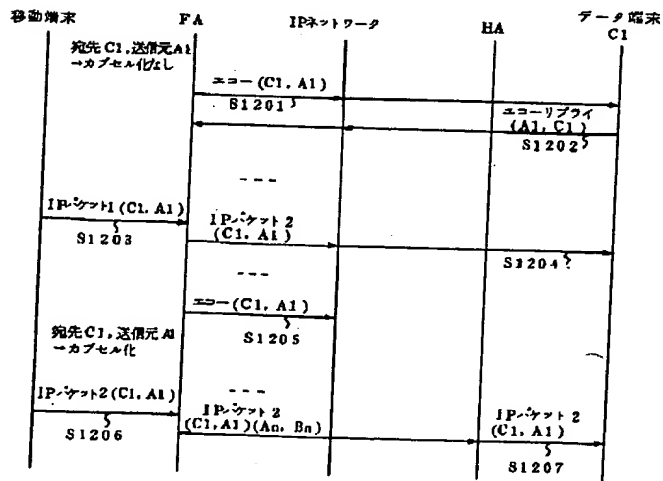 移動端末
FA
IPネットワーク
HA
データ端末
C1
宛先C1,送信元A1
→カプセル化なし
エコー(C1, A1)
S1201
エコーリプライ
(A1, C1)
S1202
---
IPパケット1(C1, A1)
S1203
IPパケット2
(C1, A1)
S1204
---
エコー(C1, A1)
S1205
宛先C1,送信元A1
→カプセル化
---
IPパケット2(C1, A1)
S1206
IPパケット2
(C1,A1)(An, Bn)
IPパケット2
(C1, A1)
S1207